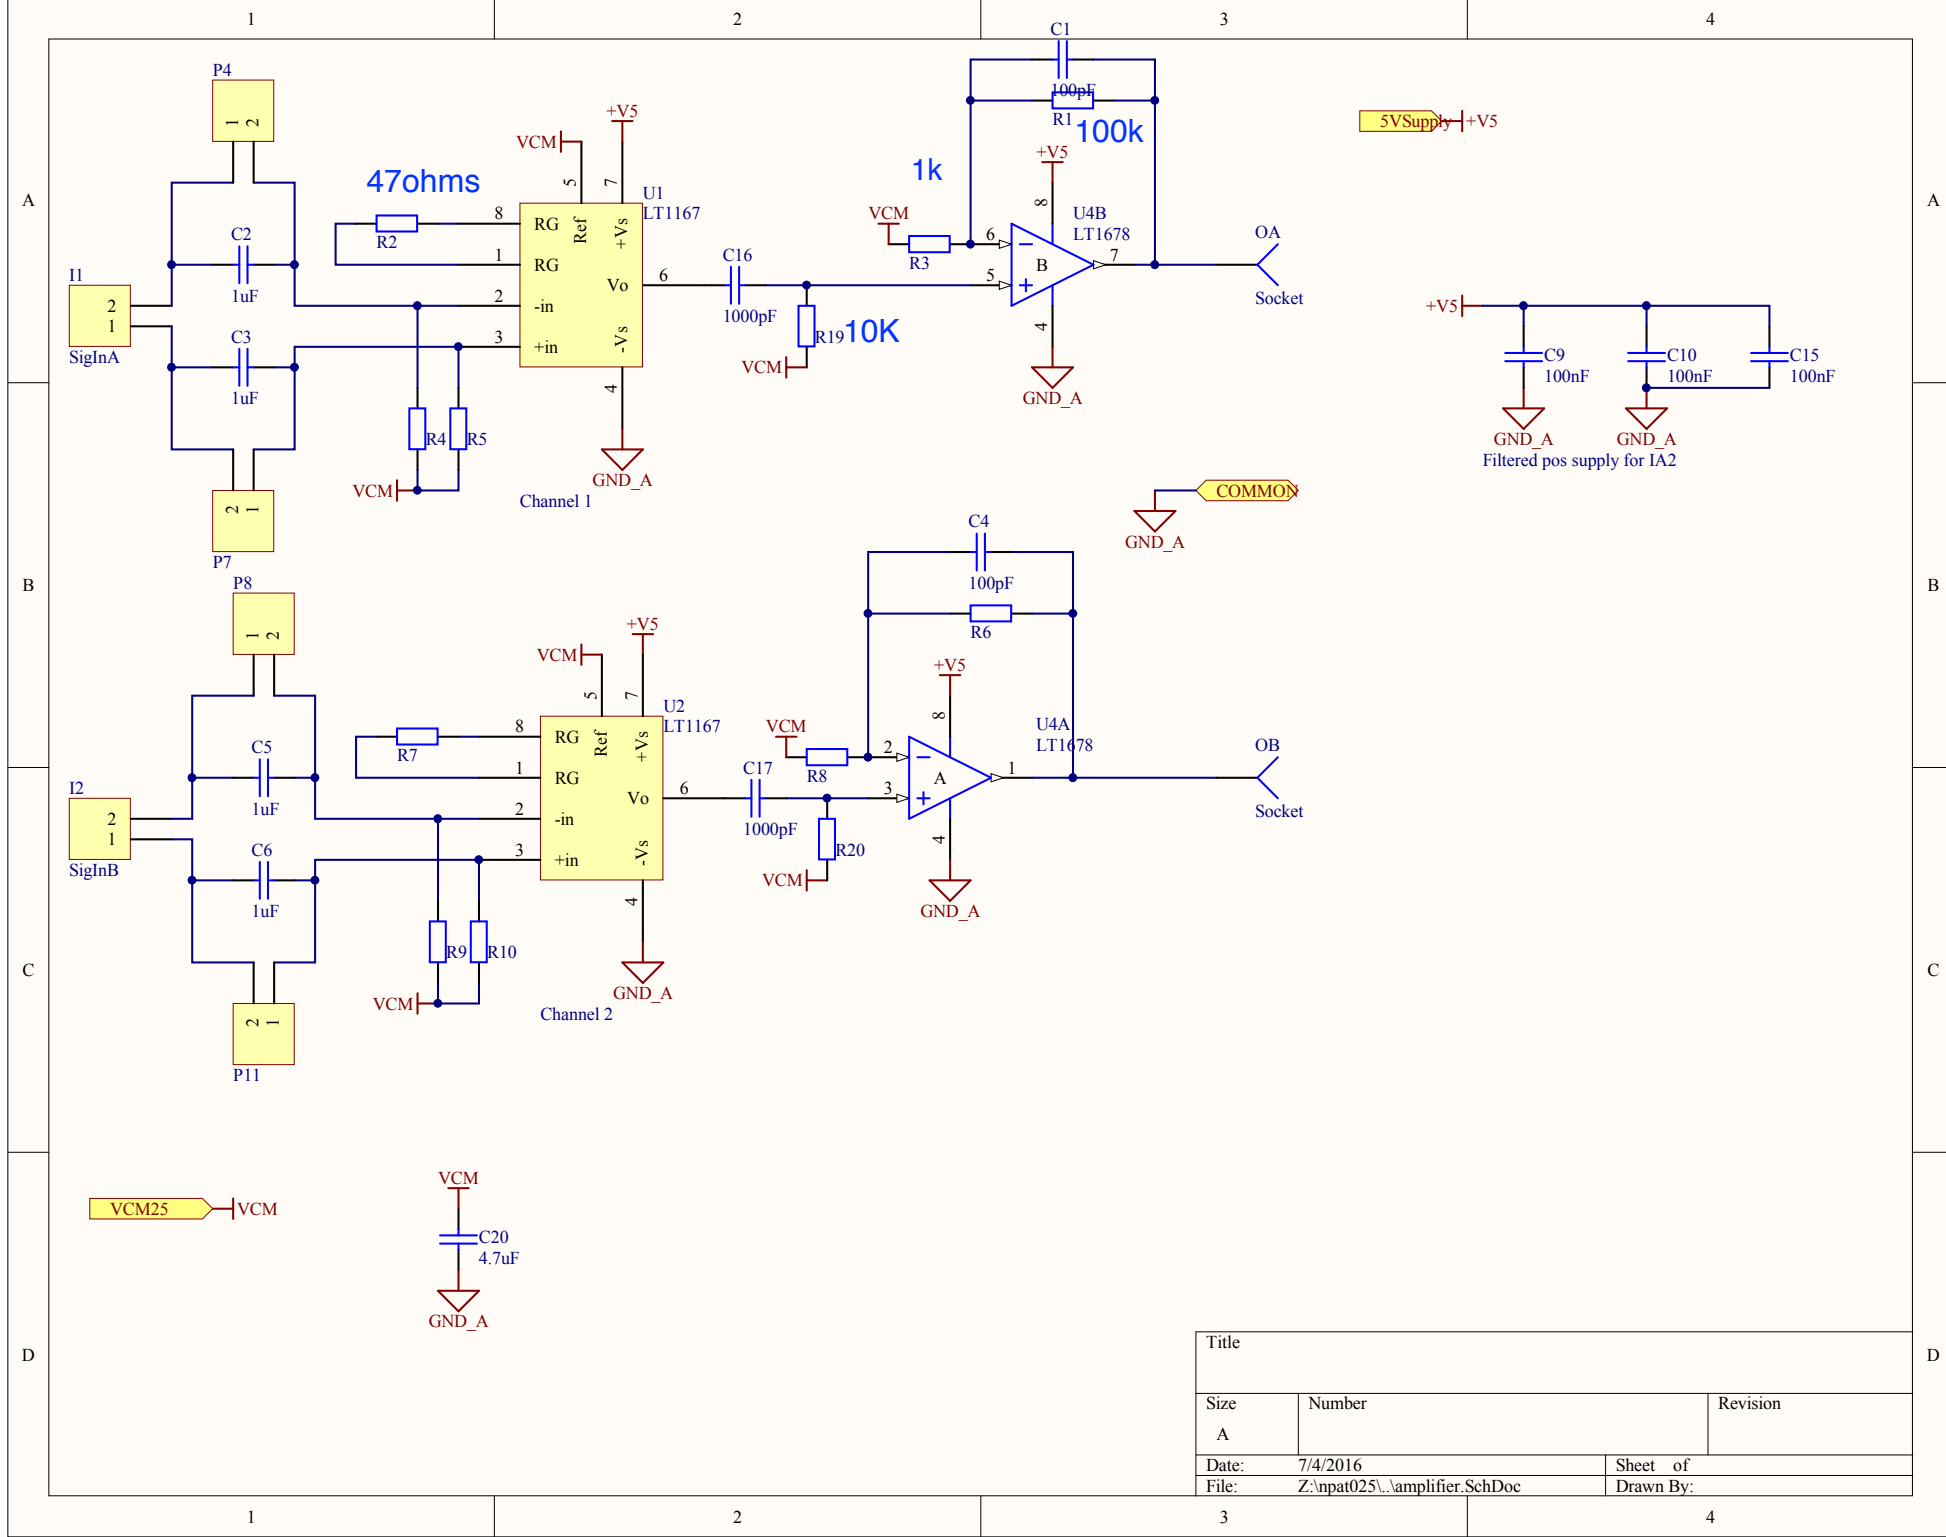 1 2 3 4
A A
B B
C C
D D
1 2 3 4
P4
1 2
I1
2
1
SigInA
C2
1uF
C3
1uF
2 1
P7
47ohms
R2
VCM
+V5
5 7
U1
LT1167
8 RG Ref +Vs
1 RG
Vo 6
2 -in
3 +in -Vs
4
GND_A
R4 R5
VCM
Channel 1
C16
1000pF
R19 10K
VCM
C1
100pF
R1 100k
1k
VCM
R3
+V5
8
U4B
LT1678
6
5
B
7
4
GND_A
OA
Socket
5VSupply +V5
+V5
C9
100nF
C10
100nF
C15
100nF
GND_A GND_A
Filtered pos supply for IA2
COMMON
GND_A
P8
1 2
I2
2
1
SigInB
C5
1uF
C6
1uF
2 1
P11
R7
VCM
+V5
5 7
U2
LT1167
8 RG Ref +Vs
1 RG
Vo 6
2 -in
3 +in -Vs
4
GND_A
R9 R10
VCM
Channel 2
C17
1000pF
R20
VCM
C4
100pF
R6
VCM
R8
+V5
8
U4A
LT1678
2
3
A
1
4
GND_A
OB
Socket
VCM25 VCM
VCM
C20
4.7uF
GND_A
Title
Size Number Revision
A
Date: 7/4/2016 Sheet of
File: Z:\npat025\..\amplifier.SchDoc Drawn By: